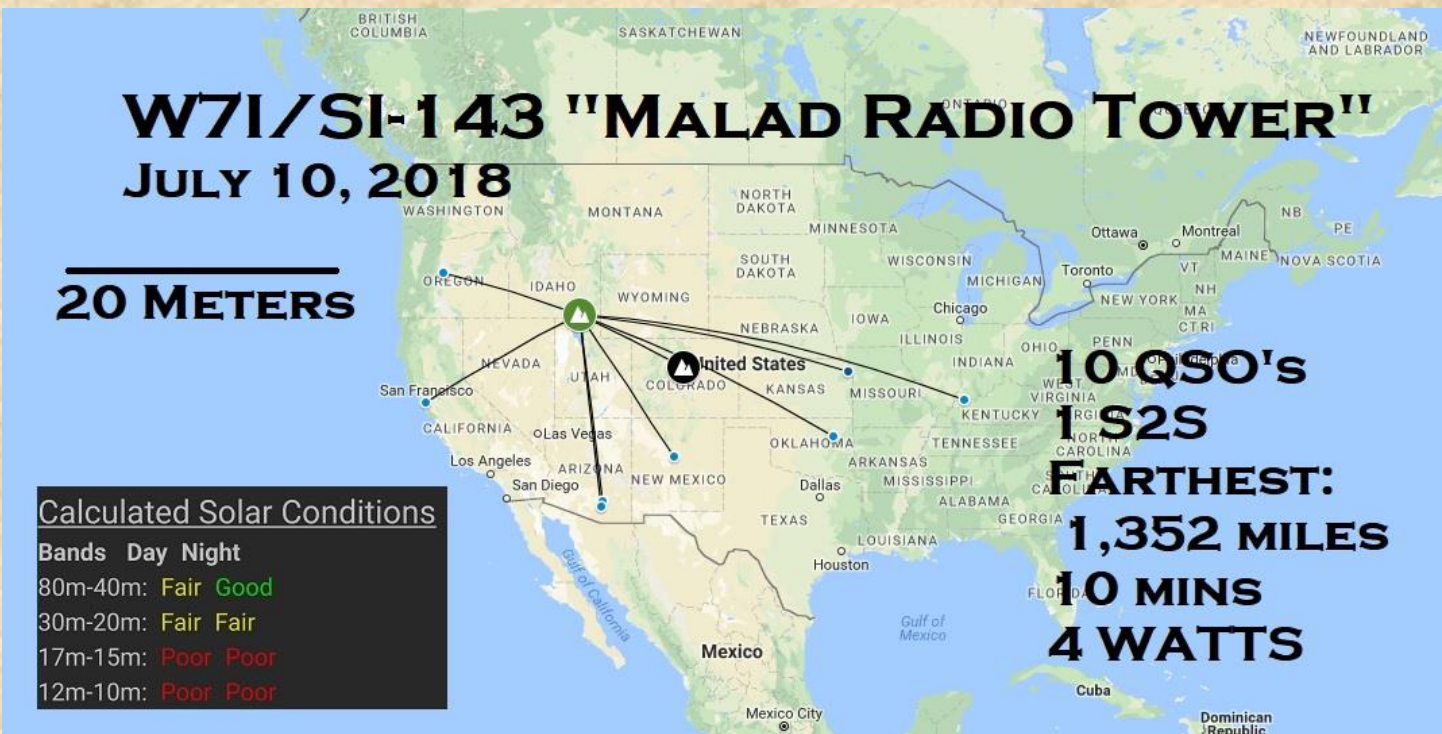 W7I/SI-143 "MALAD RADIO TOWER"
JULY 10, 2018
20 METERS
10 QSO's
1 S2S
FARTHEST:
1,352 MILES
10 MINS
4 WATTS
Calculated Solar Conditions
Bands Day Night
80m-40m: Fair Good
30m-20m: Fair Fair
17m-15m: Poor Poor
12m-10m: Poor Poor
BRITISH
COLUMBIA
SASKATCHEWAN
NEWFOUNDLAND
AND LABRADOR
ONTARIO
WASHINGTON
MONTANA
NORTH
DAKOTA
MINNESOTA
Ottawa
Montreal
NB
PE
MAINE
NOVA SCOTIA
OREGON
IDAHO
WYOMING
SOUTH
DAKOTA
WISCONSIN
MICHIGAN
Toronto
VT
NH
NEW YORK
MA
CT RI
Chicago
NEBRASKA
IOWA
ILLINOIS
INDIANA
OHIO
PENN
NEVADA
UTAH
COLORADO
United States
KANSAS
MISSOURI
WEST
VIRGINIA
KENTUCKY
San Francisco
CALIFORNIA
Las Vegas
OKLAHOMA
TENNESSEE
NORTH
CAROLINA
Los Angeles
ARIZONA
NEW MEXICO
ARKANSAS
San Diego
Dallas
MISSISSIPPI
ALABAMA
GEORGIA
TEXAS
LOUISIANA
Houston
Gulf of California
Gulf of
Mexico
Mexico
Mexico City
Cuba
Dominican
Republic